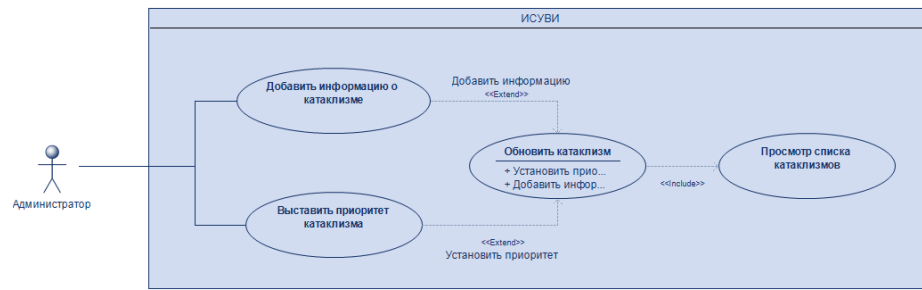 ИСУВИ
Добавить информацию о
катаклизме
Добавить информацию
<<Extend>>
Обновить катаклизм
+ Установить прио...
+ Добавить инфор...
Просмотр списка
катаклизмов
<<Include>>
Администратор
Выставить приоритет
катаклизма
<<Extend>>
Установить приоритет